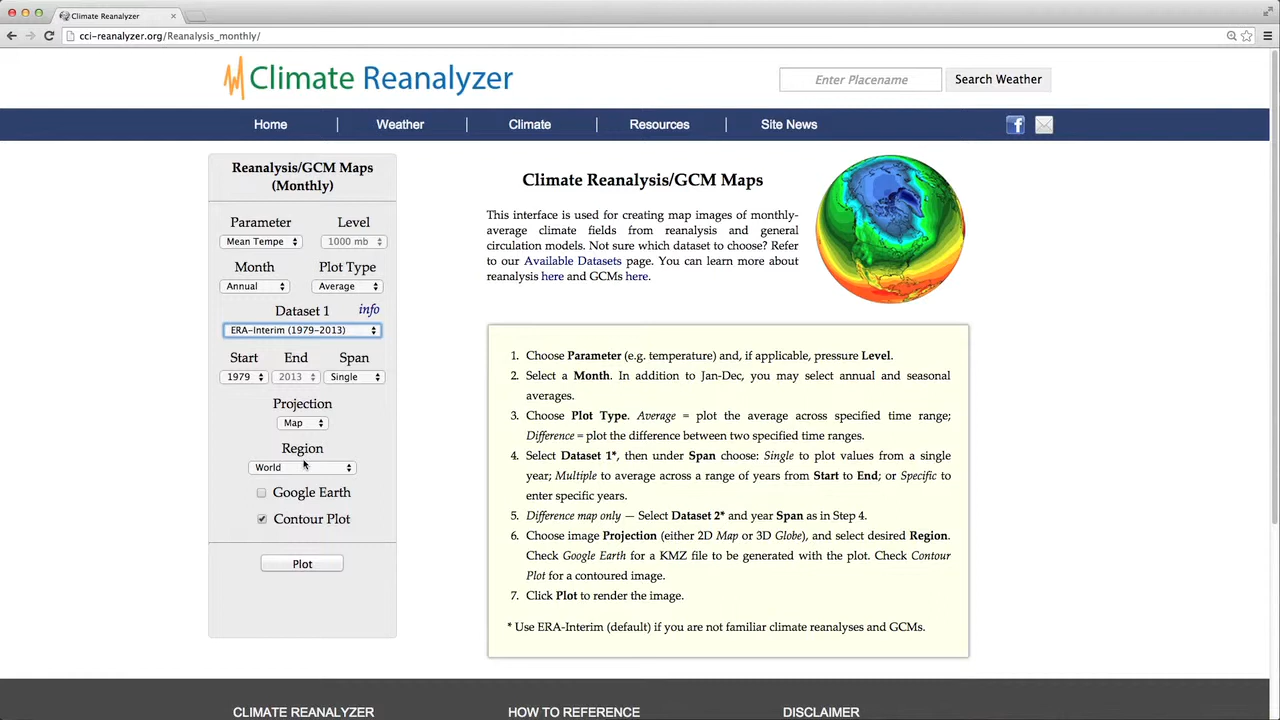 Climate Reanalyzer
cci-reanalyzer.org/Reanalysis_monthly/
Climate Reanalyzer
Enter Placename
Search Weather
Home
Weather
Climate
Resources
Site News
f
Reanalysis/GCM Maps
(Monthly)
Parameter
Level
Mean Tempe
1000 mb
Month
Plot Type
Annual
Average
Dataset 1
info
ERA-Interim (1979-2013)
Start
End
Span
1979
2013
Single
Projection
Map
Region
World
Google Earth
Contour Plot
Plot
Climate Reanalysis/GCM Maps
This interface is used for creating map images of monthly-
average climate fields from reanalysis and general
circulation models. Not sure which dataset to choose? Refer
to our Available Datasets page. You can learn more about
reanalysis here and GCMs here.
1. Choose Parameter (e.g. temperature) and, if applicable, pressure Level.
2. Select a Month. In addition to Jan-Dec, you may select annual and seasonal
averages.
3. Choose Plot Type. Average = plot the average across specified time range;
Difference = plot the difference between two specified time ranges.
4. Select Dataset 1*, then under Span choose: Single to plot values from a single
year; Multiple to average across a range of years from Start to End; or Specific to
enter specific years.
5. Difference map only — Select Dataset 2* and year Span as in Step 4.
6. Choose image Projection (either 2D Map or 3D Globe), and select desired Region.
Check Google Earth for a KMZ file to be generated with the plot. Check Contour
Plot for a contoured image.
7. Click Plot to render the image.
* Use ERA-Interim (default) if you are not familiar climate reanalyses and GCMs.
CLIMATE REANALYZER
HOW TO REFERENCE
DISCLAIMER